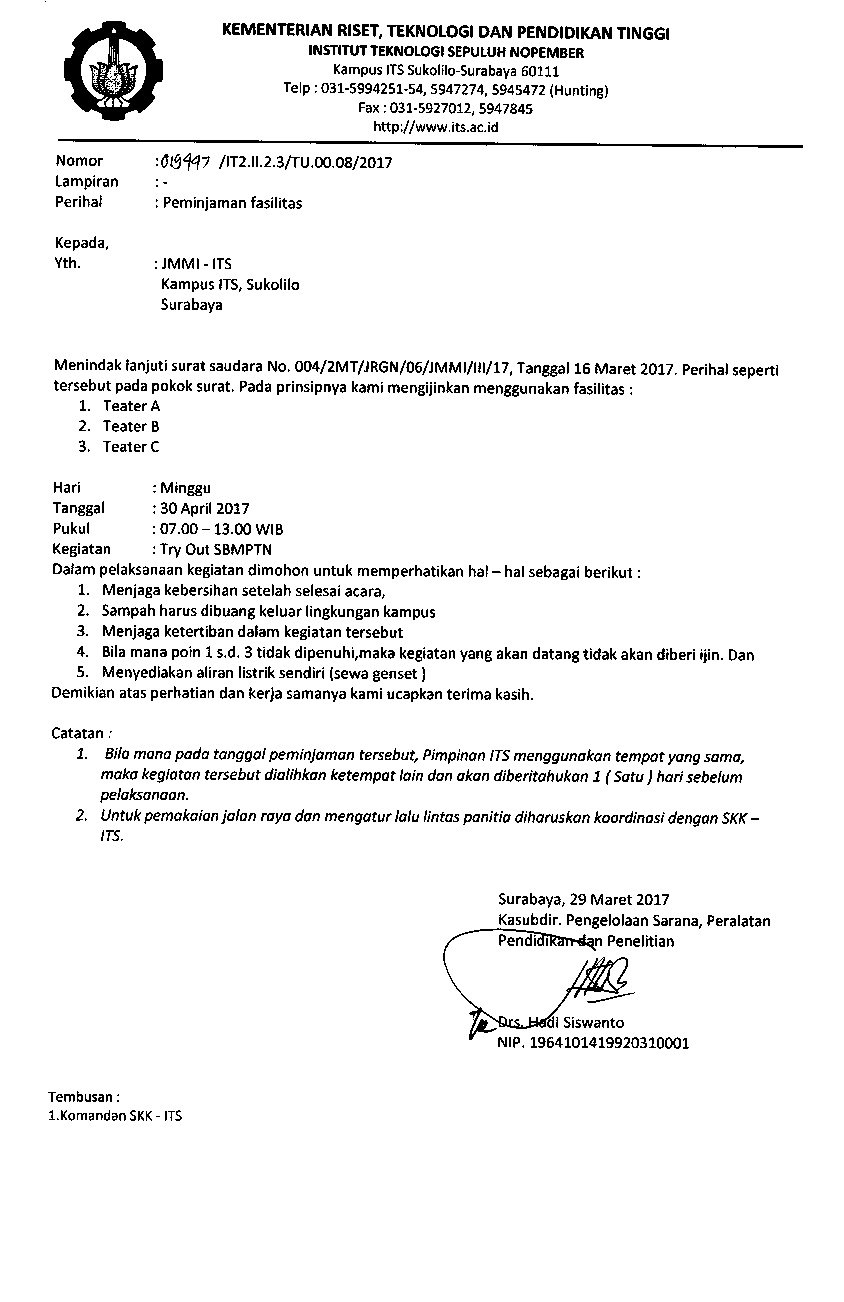 KEMENTERIAN RISET, TEKNOLOGI DAN PENDIDIKAN TINGGI
INSTITUT TEKNOLOGI SEPULUH NOPEMBER
Kampus ITS Sukolilo-Surabaya 60111
Telp : 031-5994251-54, 5947274, 5945472 (Hunting)
Fax : 031-5927012, 5947845
http://www.its.ac.id
Nomor : /IT2.II.2.3/TU.00.08/2017
Lampiran : -
Perihal : Peminjaman fasilitas
Kepada,
Yth. : JMMI - ITS
Kampus ITS, Sukolilo
Surabaya
Menindak lanjuti surat saudara No. 004/2MT/JRGN/06/JMMI/III/17, Tanggal 16 Maret 2017. Perihal seperti
tersebut pada pokok surat. Pada prinsipnya kami mengijinkan menggunakan fasilitas :
1. Teater A
2. Teater B
3. Teater C
Hari : Minggu
Tanggal : 30 April 2017
Pukul : 07.00 – 13.00 WIB
Kegiatan : Try Out SBMPTN
Dalam pelaksanaan kegiatan dimohon untuk memperhatikan hal – hal sebagai berikut :
1. Menjaga kebersihan setelah selesai acara,
2. Sampah harus dibuang keluar lingkungan kampus
3. Menjaga ketertiban dalam kegiatan tersebut
4. Bila mana poin 1 s.d. 3 tidak dipenuhi,maka kegiatan yang akan datang tidak akan diberi ijin. Dan
5. Menyediakan aliran listrik sendiri (sewa genset )
Demikian atas perhatian dan kerja samanya kami ucapkan terima kasih.
Catatan :
1. Bila mana pada tanggal peminjaman tersebut, Pimpinan ITS menggunakan tempat yang sama,
maka kegiatan tersebut dialihkan ketempat lain dan akan diberitahukan 1 ( Satu ) hari sebelum
pelaksanaan.
2. Untuk pemakaian jalan raya dan mengatur lalu lintas panitia diharuskan koordinasi dengan SKK –
ITS.
Surabaya, 29 Maret 2017
Kasubdir. Pengelolaan Sarana, Peralatan
Pendidikan dan Penelitian
Drs. Hadi Siswanto
NIP. 1964101419920310001
Tembusan :
1.Komandan SKK - ITS